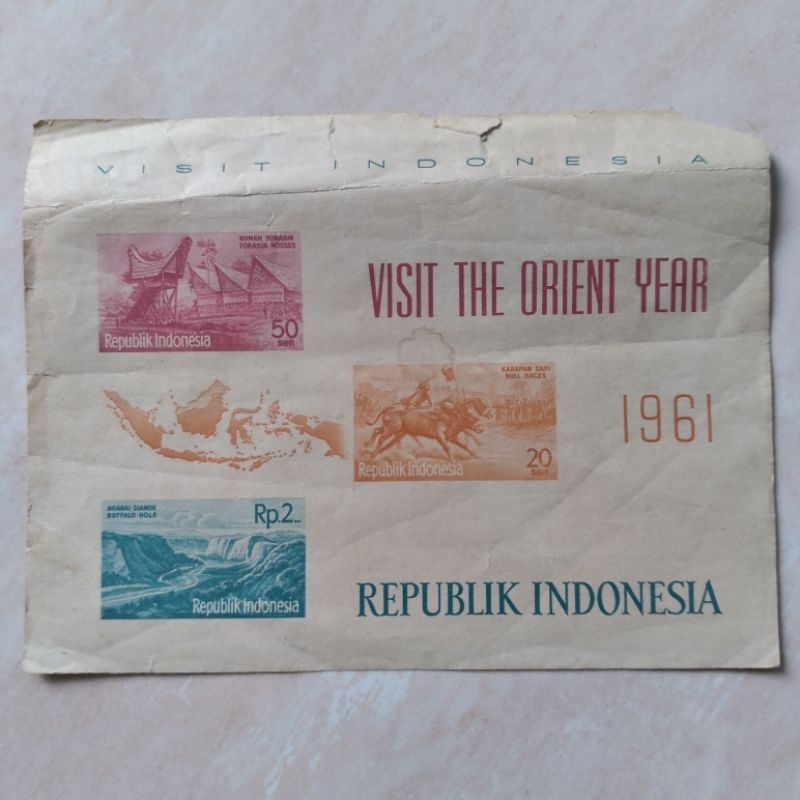 VISIT INDONESIA
RUMAH TORADJA
TORADJA HOUSES
50
sen
Republik Indonesia
VISIT THE ORIENT YEAR
KARAPAN SAPI
BULL RACES
Republik Indonesia
20
sen
1961
NGARAI SIANOK
BUFFALO HOLE
Rp.2.-
Republik Indonesia
REPUBLIK INDONESIA